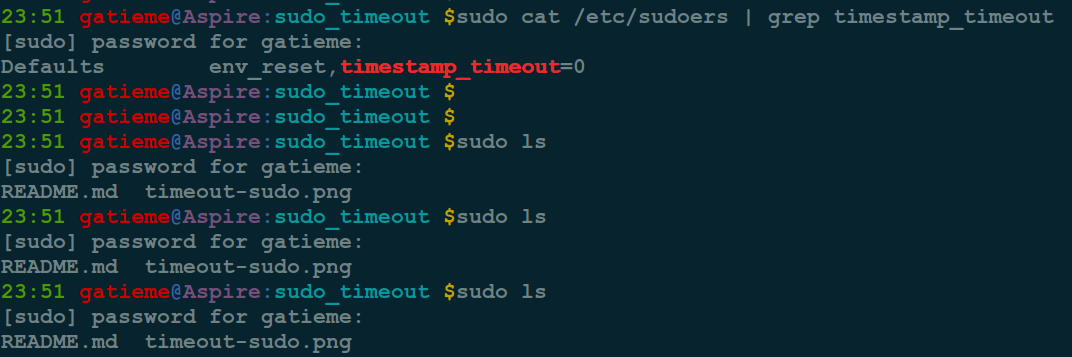 23:51 gatieme@Aspire:sudo_timeout $sudo cat /etc/sudoers | grep timestamp_timeout
[sudo] password for gatieme:
Defaults        env_reset,timestamp_timeout=0
23:51 gatieme@Aspire:sudo_timeout $
23:51 gatieme@Aspire:sudo_timeout $
23:51 gatieme@Aspire:sudo_timeout $sudo ls
[sudo] password for gatieme:
README.md  timeout-sudo.png
23:51 gatieme@Aspire:sudo_timeout $sudo ls
[sudo] password for gatieme:
README.md  timeout-sudo.png
23:51 gatieme@Aspire:sudo_timeout $sudo ls
[sudo] password for gatieme:
README.md  timeout-sudo.png